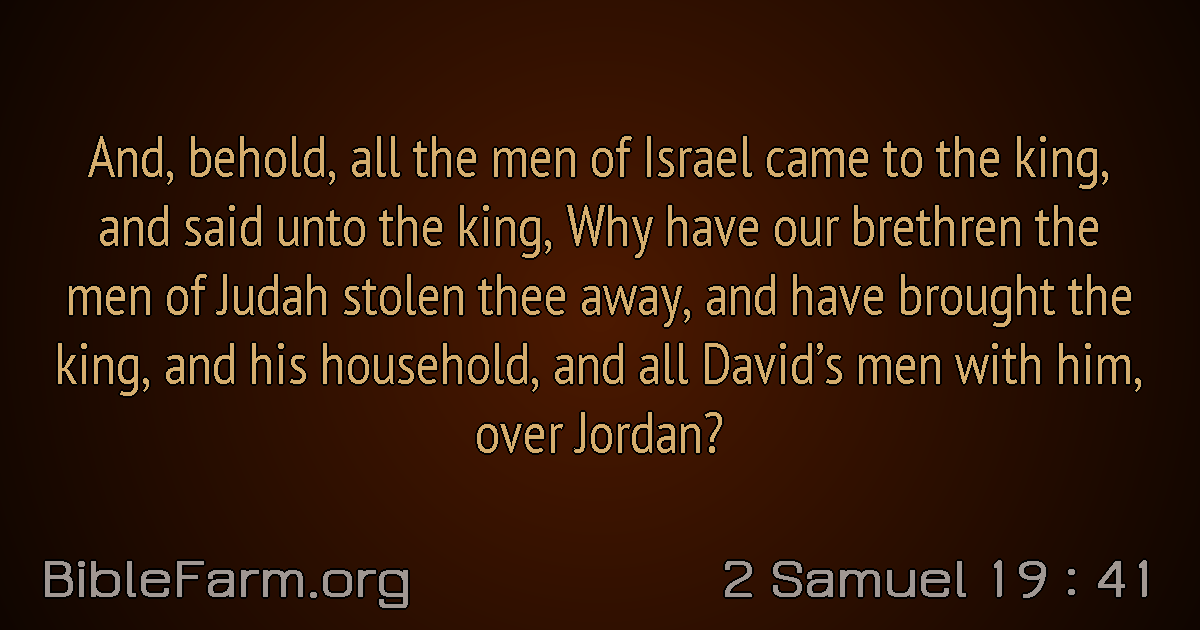 And, behold, all the men of Israel came to the king,
and said unto the king, Why have our brethren the
men of Judah stolen thee away, and have brought the
king, and his household, and all David’s men with him,
over Jordan?
BibleFarm.org
2 Samuel 19 : 41